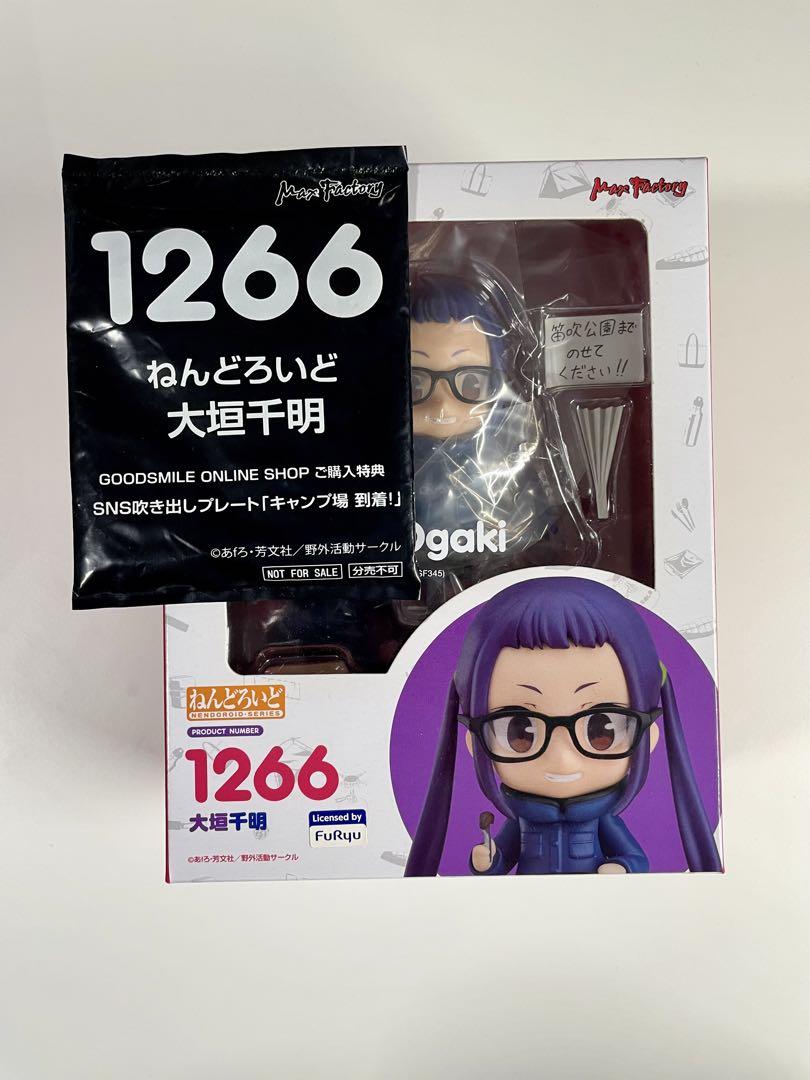 Max Factory
1266
ねんどろいど
大垣千明
GOODSMILE ONLINE SHOP ご購入特典
SNS吹き出しプレート「キャンプ場 到着!」
©あfろ・芳文社/野外活動サークル
NOT FOR SALE 分売不可
Max Factory
笛吹公園まで
のせて
ください!!
Ogaki
SF345)
ねんどろいど
NENDOROID・SERIES
PRODUCT NUMBER
1266
大垣千明
Licensed by
FuRyu
©あfろ・芳文社/野外活動サークル